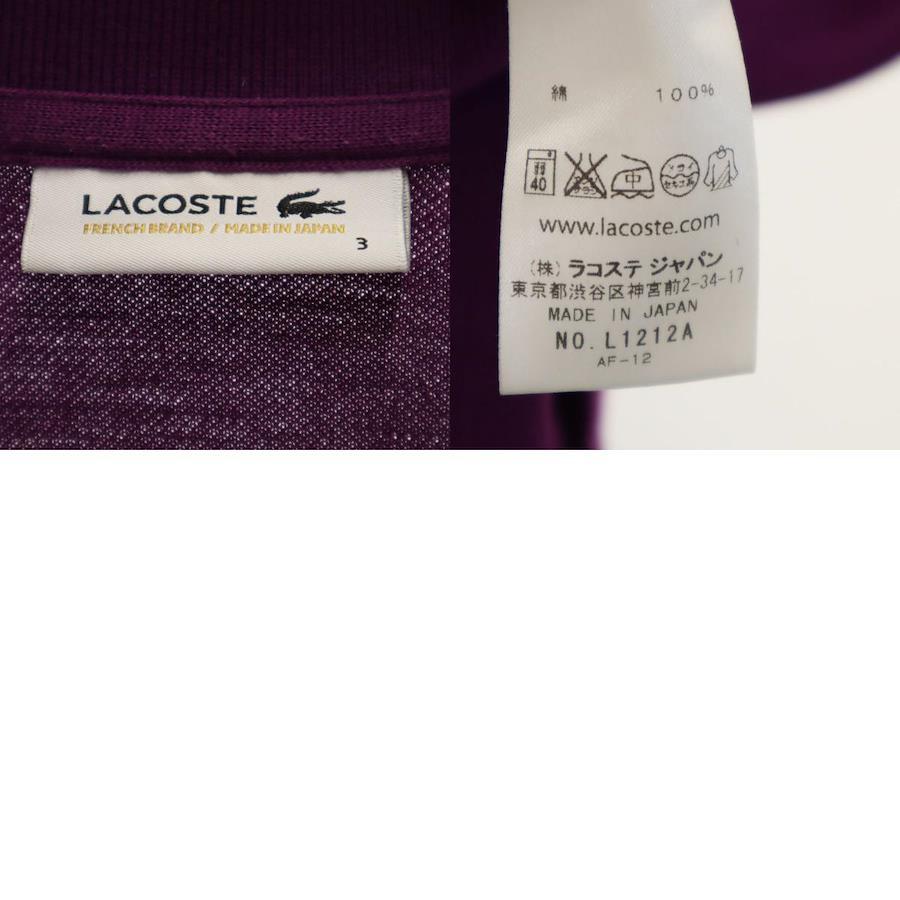 LACOSTE
FRENCH BRAND / MADE IN JAPAN
3
綿 100%
40 中
www.lacoste.com
(株) ラコステ ジャパン
東京都渋谷区神宮前2-34-17
MADE IN JAPAN
NO. L1212A
AF-12